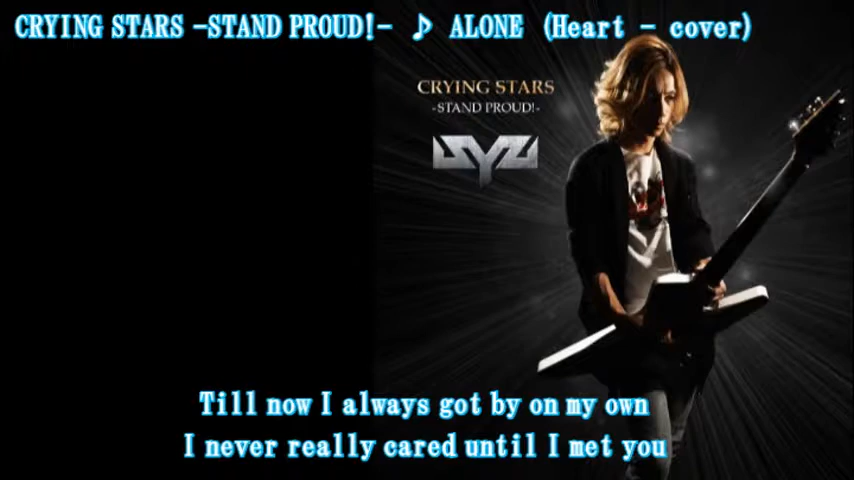 CRYING STARS -STAND PROUD!- ♪ ALONE (Heart - cover)
CRYING STARS
-STAND PROUD!-
SYU
Till now I always got by on my own
I never really cared until I met you